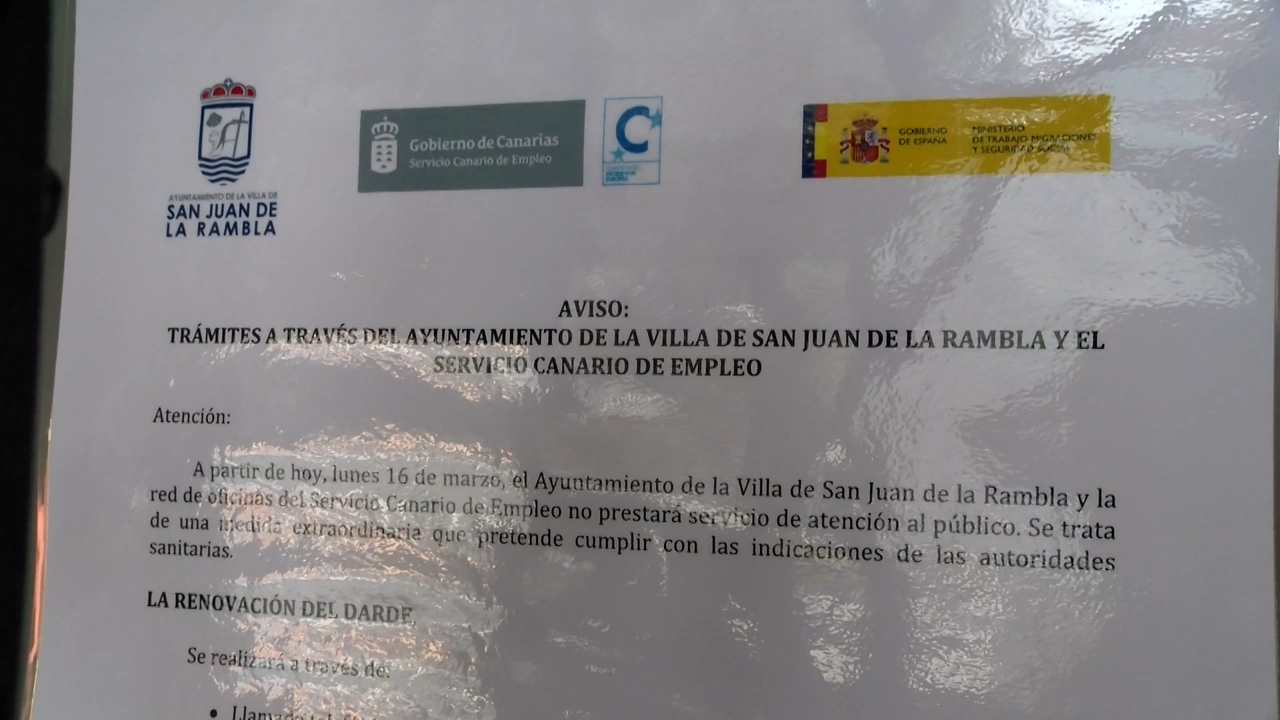 AYUNTAMIENTO DE LA VILLA DE
SAN JUAN DE
LA RAMBLA
Gobierno de Canarias
Servicio Canario de Empleo
C
GOBIERNO
DE ESPAÑA
MINISTERIO
DE TRABAJO, MIGRACIONES
Y SEGURIDAD SOCIAL
AVISO:
TRÁMITES A TRAVÉS DEL AYUNTAMIENTO DE LA VILLA DE SAN JUAN DE LA RAMBLA Y EL
SERVICIO CANARIO DE EMPLEO
Atención:
A partir de hoy, lunes 16 de marzo, el Ayuntamiento de la Villa de San Juan de la Rambla y la
red de oficinas del Servicio Canario de Empleo no prestará servicio de atención al público. Se trata
de una medida extraordinaria que pretende cumplir con las indicaciones de las autoridades
sanitarias.
LA RENOVACIÓN DEL DARDE,
Se realizará a través de:
• Llamada